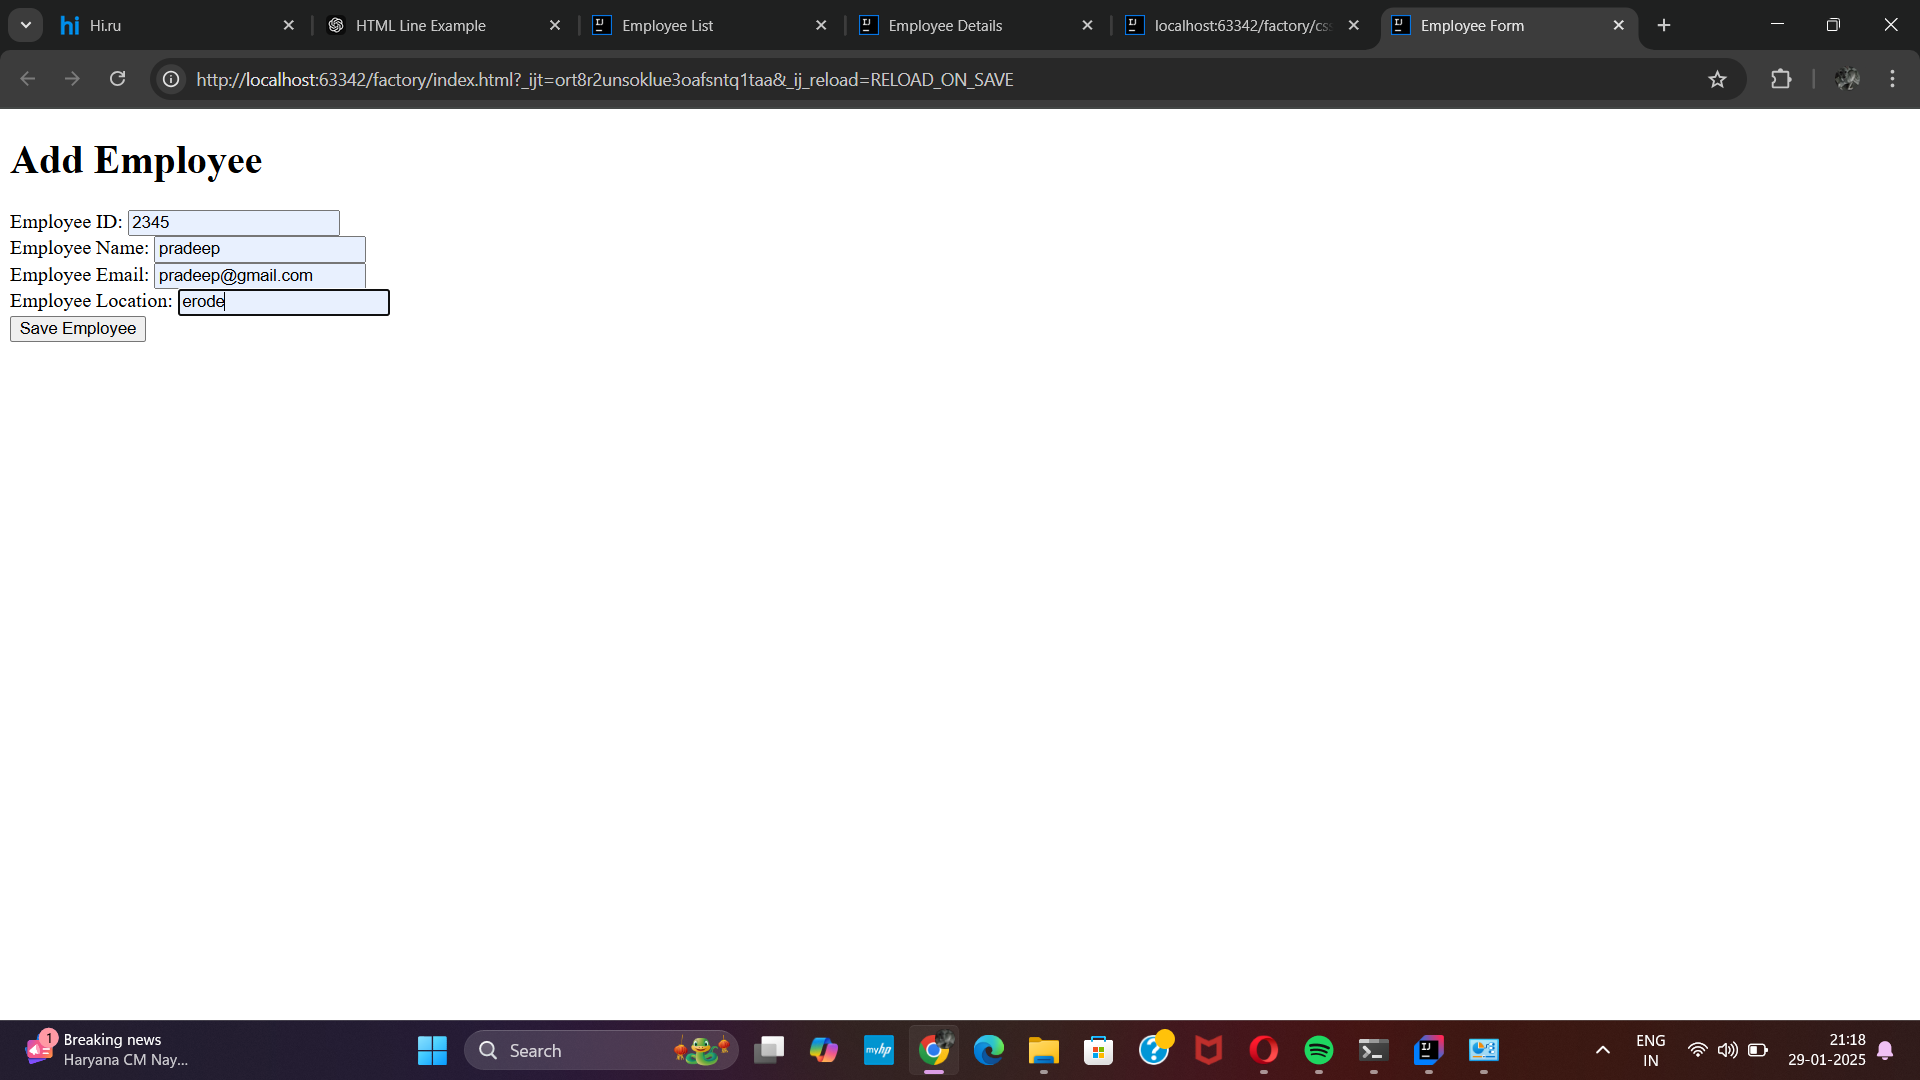 hi Hi.ru
HTML Line Example
Employee List
Employee Details
localhost:63342/factory/css
Employee Form
http://localhost:63342/factory/index.html?_ijt=ort8r2unsoklue3oafsntq1taa&_ij_reload=RELOAD_ON_SAVE
Add Employee
Employee ID: 2345
Employee Name: pradeep
Employee Email: pradeep@gmail.com
Employee Location: erode
Save Employee
1
Breaking news
Haryana CM Nay...
Search
myhp
ENG
IN
21:18
29-01-2025